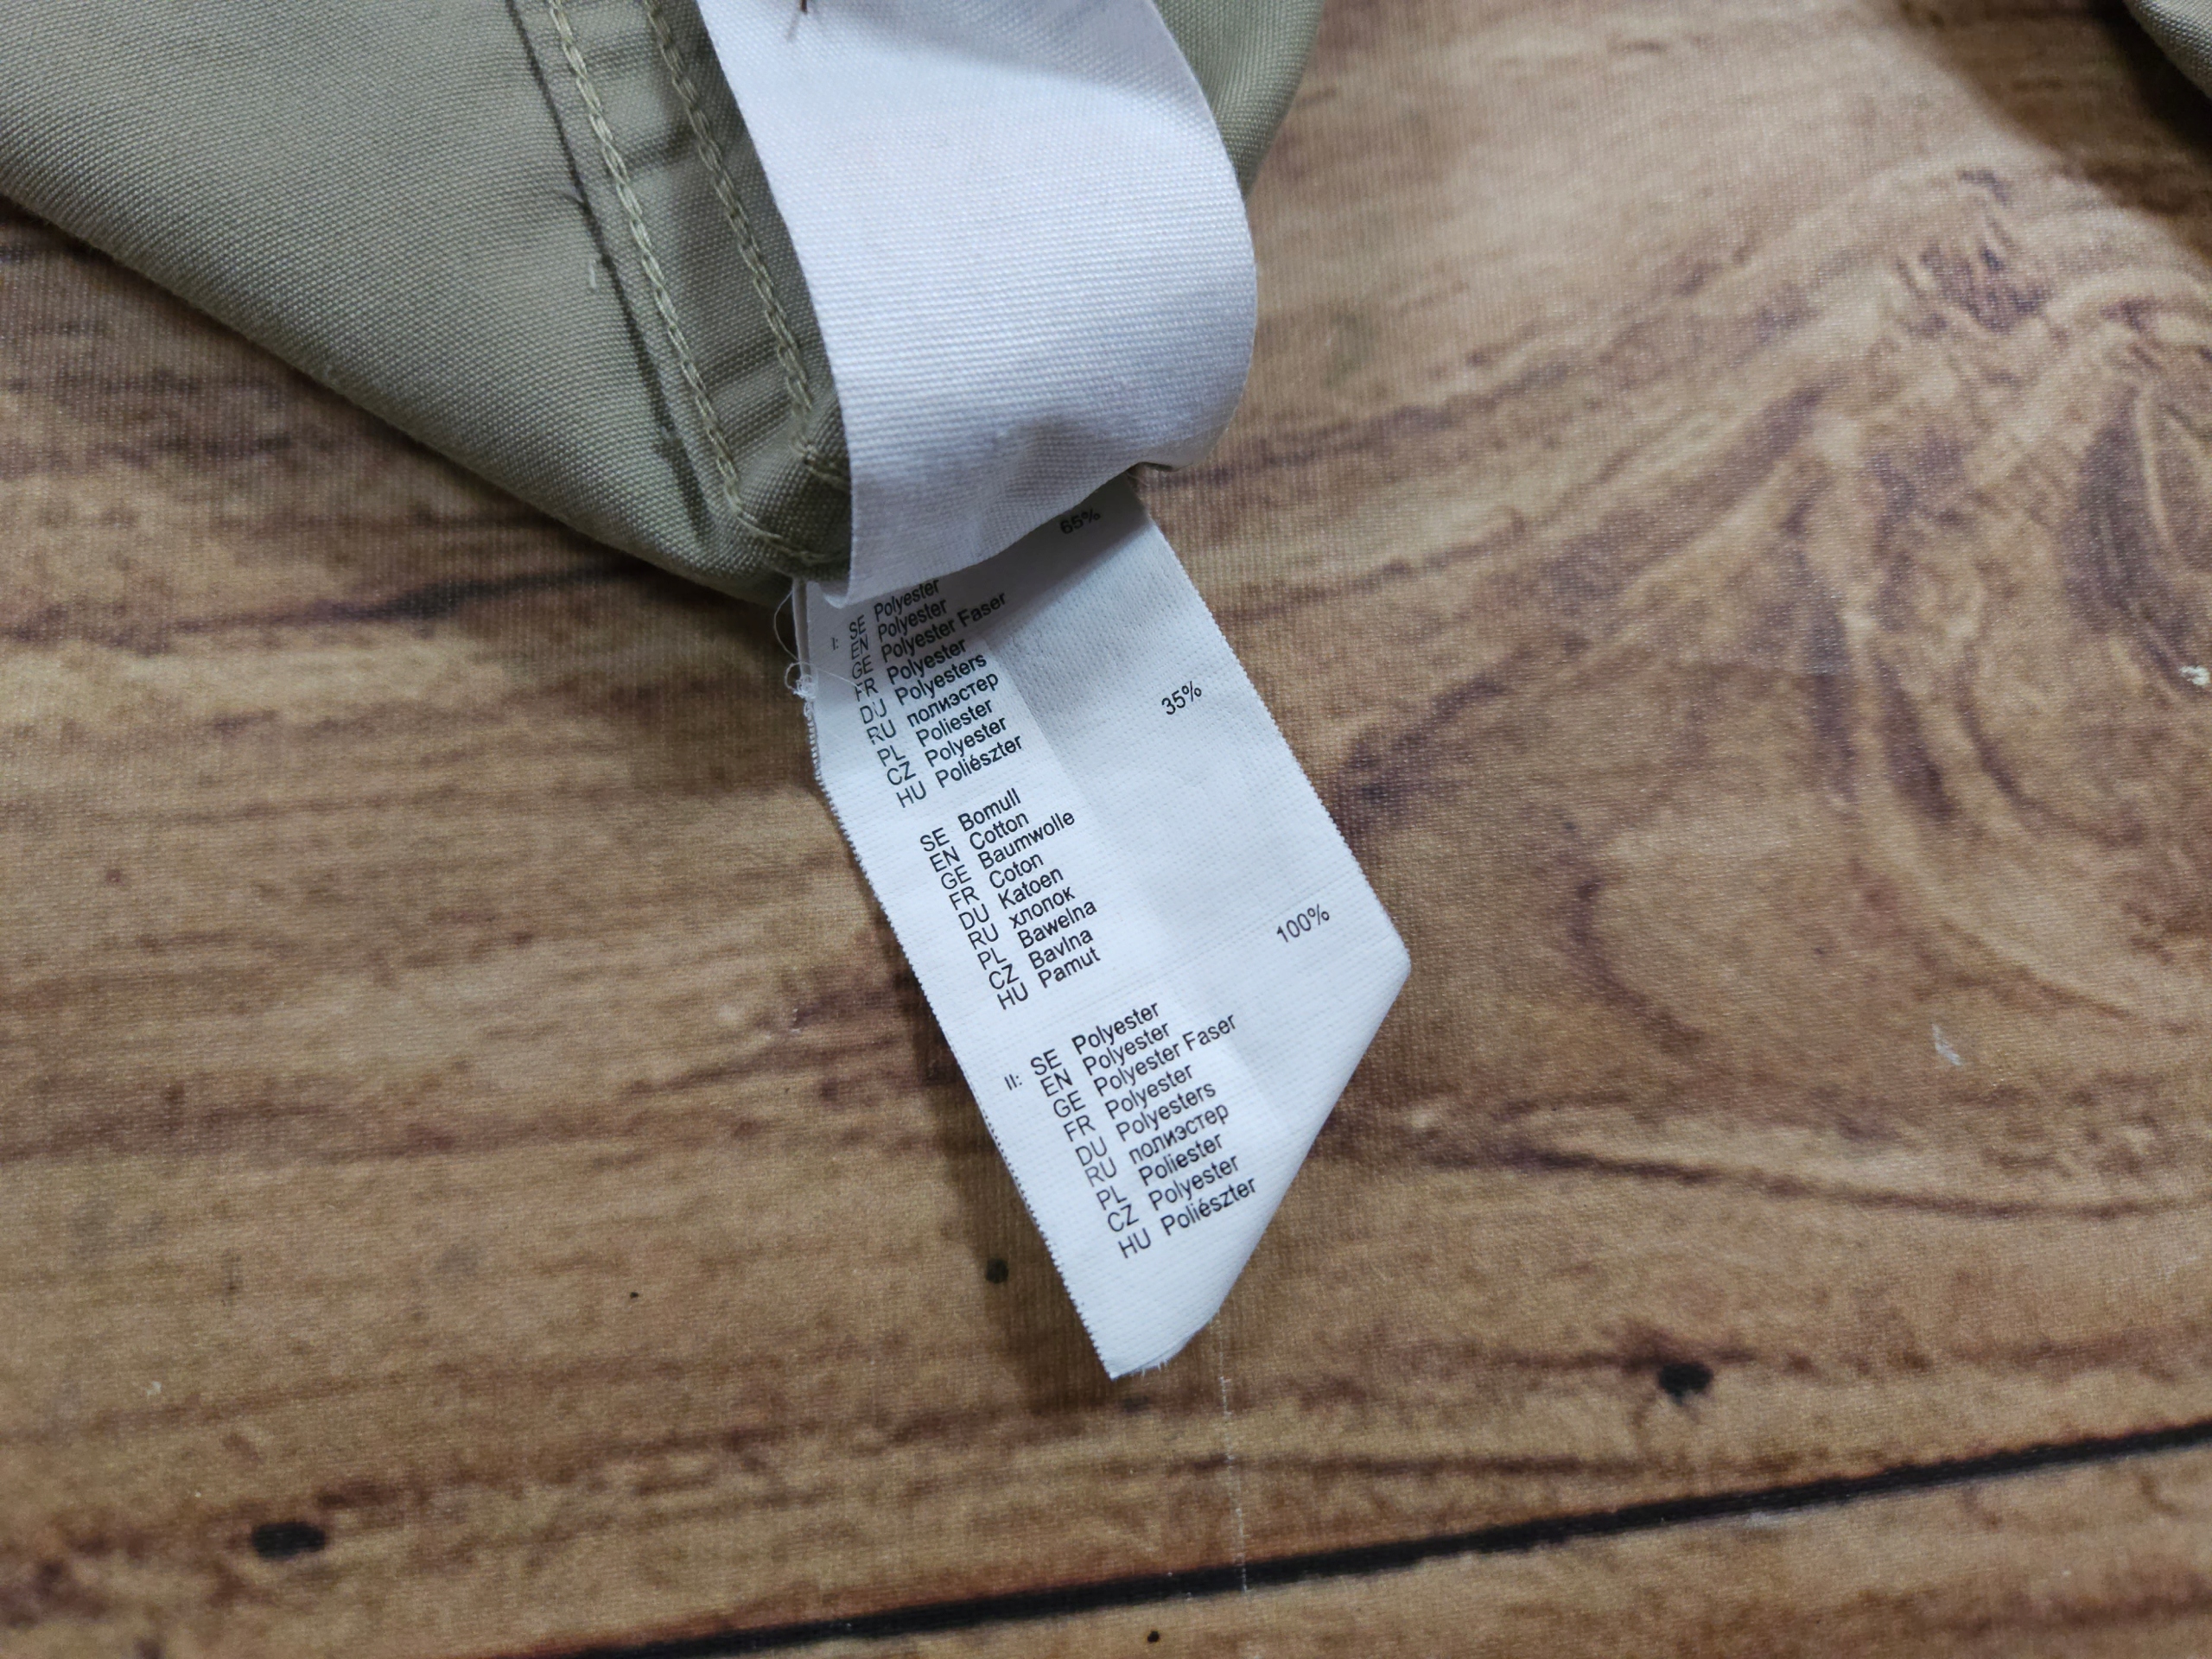 65%
I: SE Polyester
EN Polyester
GE Polyester Faser
FR Polyester
DU Polyesters
RU полиэстер
PL Poliester
CZ Polyester
HU Poliészter
35%
SE Bomull
EN Cotton
GE Baumwolle
FR Coton
DU Katoen
RU хлопок
PL Bawelna
CZ Bavlna
HU Pamut
100%
II: SE Polyester
EN Polyester
GE Polyester Faser
FR Polyester
DU Polyesters
RU полиэстер
PL Poliester
CZ Polyester
HU Poliészter